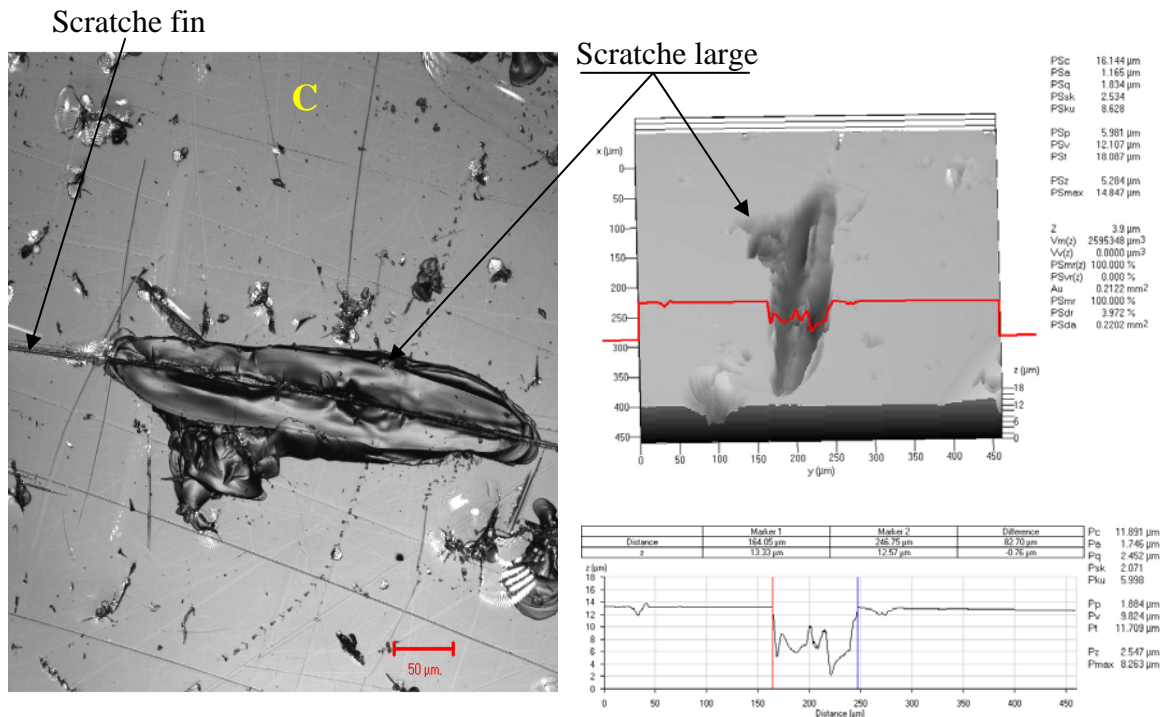 Scratche fin
C
Scratche large
50 µm.
PSc 16.144 µm
PSa 1.165 µm
PSq 1.834 µm
PSsk 2.534
PSku 8.628
PSp 5.981 µm
PSv 12.107 µm
PSt 18.087 µm
PSz 5.284 µm
PSmax 14.847 µm
Z 3.9 µm
Vm(z) 2595348 µm3
Vv(z) 0.0000 µm3
PSmr(z) 100.000 %
PSvr(z) 0.000 %
Au 0.2122 mm2
PSmr 100.000 %
PSdr 3.972 %
PSda 0.2202 mm2
x (µm)
0
50
100
150
200
250
300
350
400
450
z (µm)
18
12
6
0
0 50 100 150 200 250 300 350 400 450
y (µm)
Marker 1 Marker 2 Difference
Distance 164.05 µm 246.75 µm 82.70 µm
z 13.33 µm 12.57 µm -0.76 µm
z (µm)
18
16
14
12
10
8
6
4
2
0
0 50 100 150 200 250 300 350 400 450
Distance (µm)
Pc 11.891 µm
Pa 1.746 µm
Pq 2.452 µm
Psk 2.071
Pku 5.998
Pp 1.884 µm
Pv 9.824 µm
Pt 11.709 µm
Pz 2.547 µm
Pmax 8.263 µm